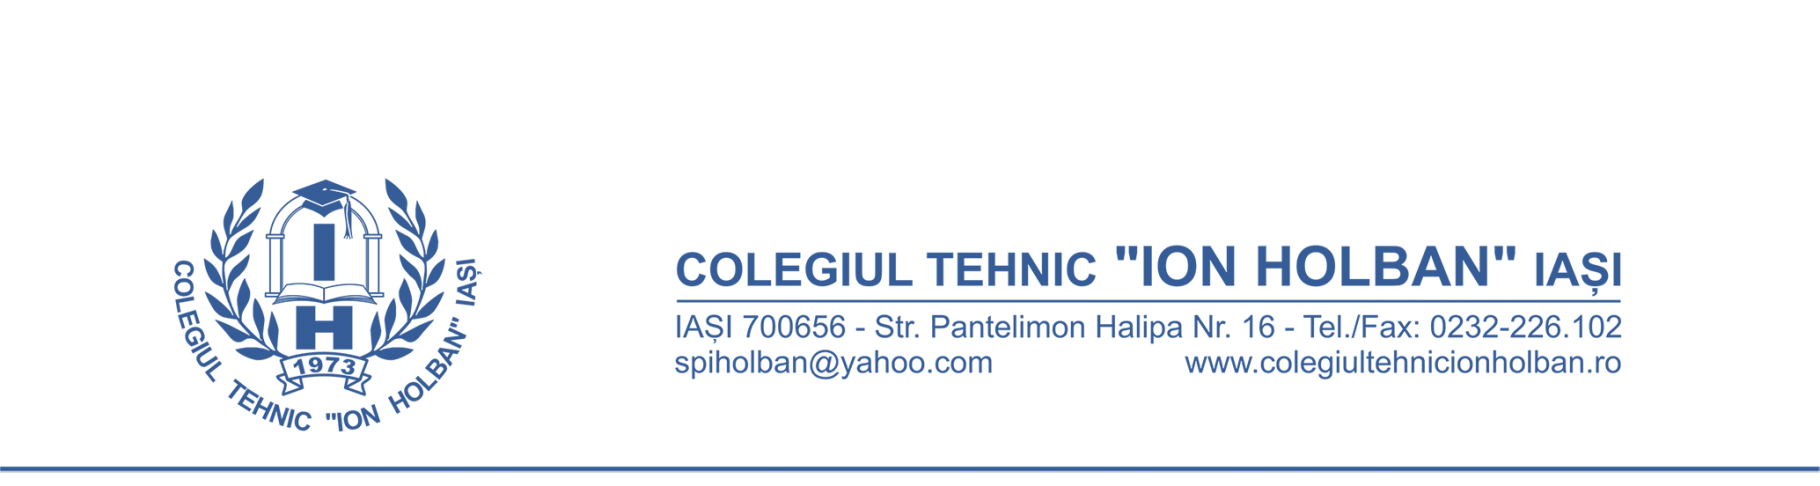 I
H
1973
COLEGIUL TEHNIC "ION HOLBAN" IAȘI
COLEGIUL TEHNIC "ION HOLBAN" IAȘI
IAȘI 700656 - Str. Pantelimon Halipa Nr. 16 - Tel./Fax: 0232-226.102
spiholban@yahoo.com www.colegiultehnicionholban.ro